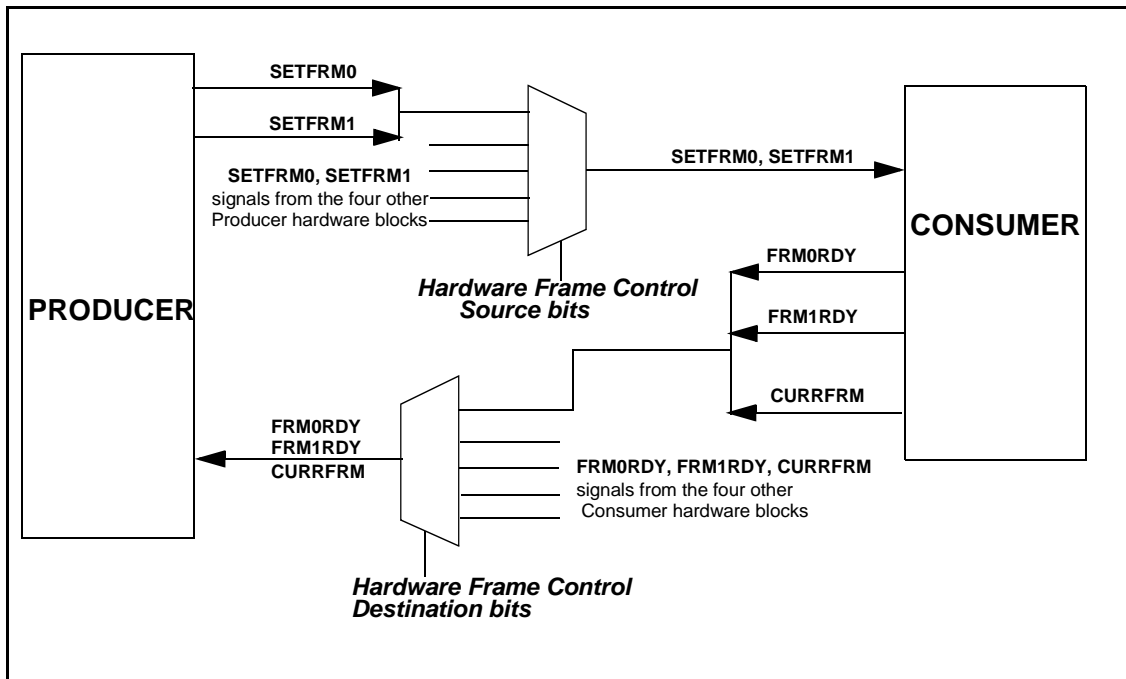 SETFRM0
SETFRM1
SETFRM0, SETFRM1
signals from the four other
Producer hardware blocks
SETFRM0, SETFRM1
PRODUCER
CONSUMER
Hardware Frame Control
Source bits
FRM0RDY
FRM1RDY
CURRFRM
FRM0RDY
FRM1RDY
CURRFRM
FRM0RDY, FRM1RDY, CURRFRM
signals from the four other
Consumer hardware blocks
Hardware Frame Control
Destination bits